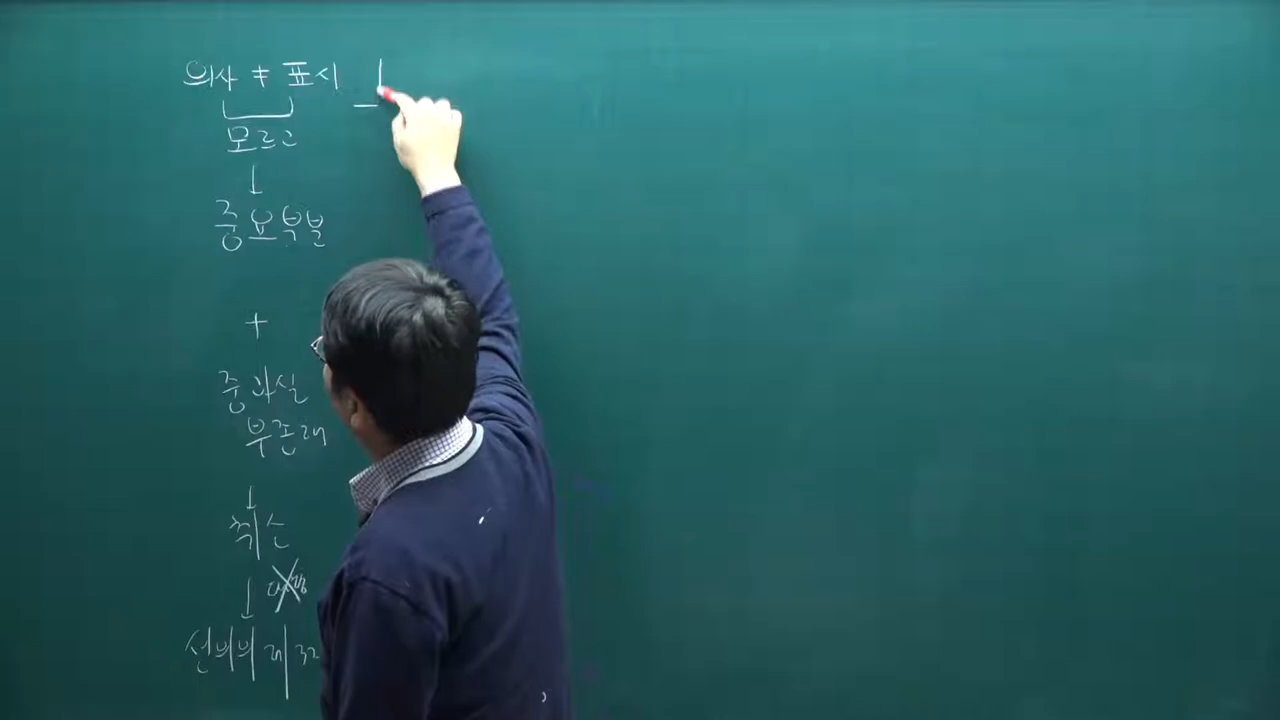 의사 ≠ 표시
모르고
↓
중요부분
+
중과실
부존재
↓
취소
↓ 대항
선의의 제3